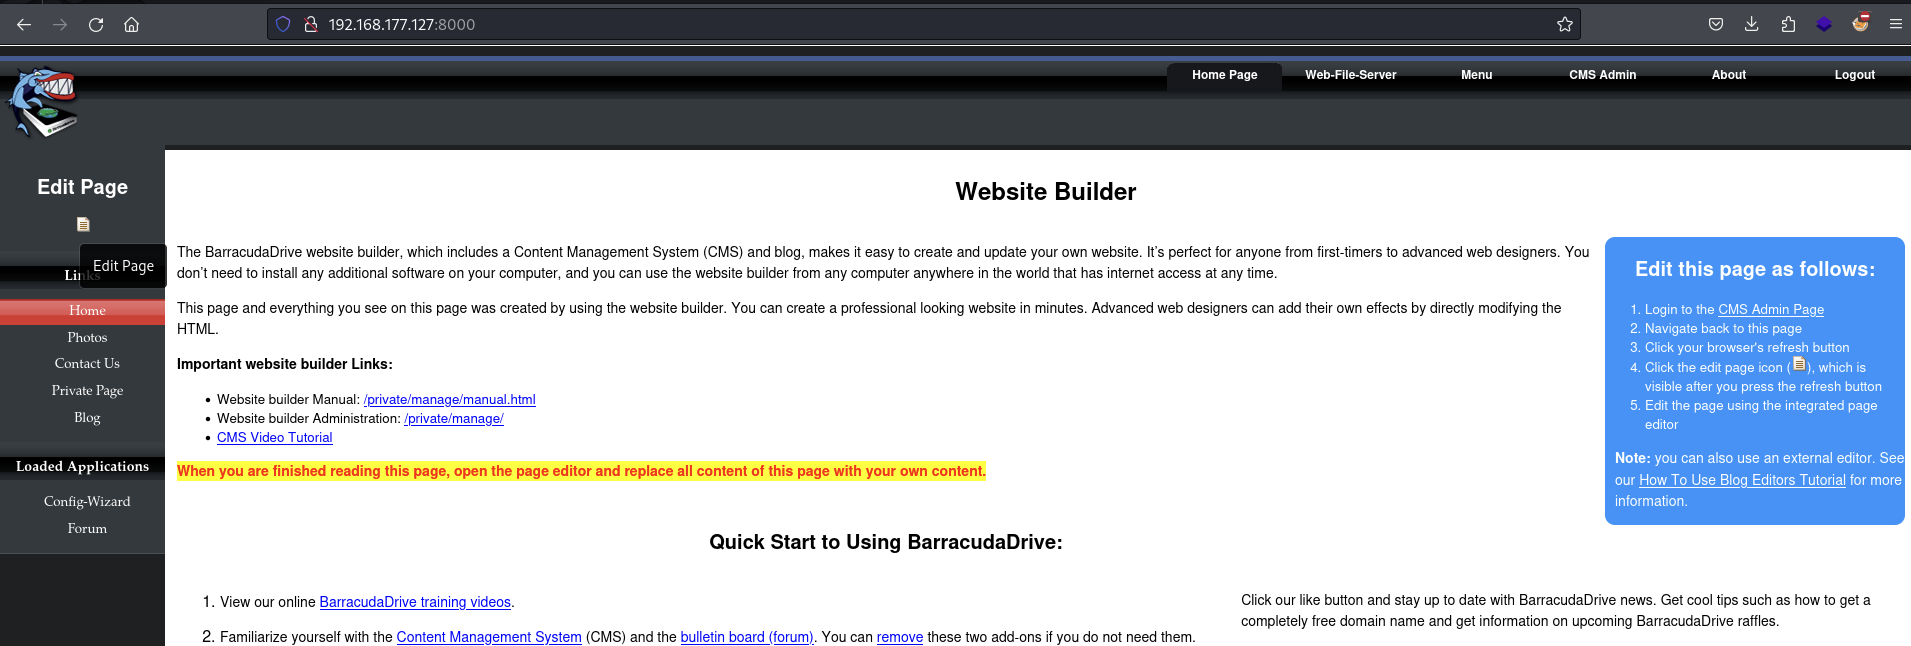 192.168.177.127:8000
Home Page Web-File-Server Menu CMS Admin About Logout
Edit Page
Edit Page
Links
Home
Photos
Contact Us
Private Page
Blog
Loaded Applications
Config-Wizard
Forum
Website Builder
The BarracudaDrive website builder, which includes a Content Management System (CMS) and blog, makes it easy to create and update your own website. It's perfect for anyone from first-timers to advanced web designers. You
don't need to install any additional software on your computer, and you can use the website builder from any computer anywhere in the world that has internet access at any time.
This page and everything you see on this page was created by using the website builder. You can create a professional looking website in minutes. Advanced web designers can add their own effects by directly modifying the
HTML.
Important website builder Links:
• Website builder Manual: /private/manage/manual.html
• Website builder Administration: /private/manage/
• CMS Video Tutorial
When you are finished reading this page, open the page editor and replace all content of this page with your own content.
Edit this page as follows:
1. Login to the CMS Admin Page
2. Navigate back to this page
3. Click your browser's refresh button
4. Click the edit page icon ( ), which is
visible after you press the refresh button
5. Edit the page using the integrated page
editor
Note: you can also use an external editor. See
our How To Use Blog Editors Tutorial for more
information.
Quick Start to Using BarracudaDrive:
1. View our online BarracudaDrive training videos.
2. Familiarize yourself with the Content Management System (CMS) and the bulletin board (forum). You can remove these two add-ons if you do not need them.
Click our like button and stay up to date with BarracudaDrive news. Get cool tips such as how to get a
completely free domain name and get information on upcoming BarracudaDrive raffles.